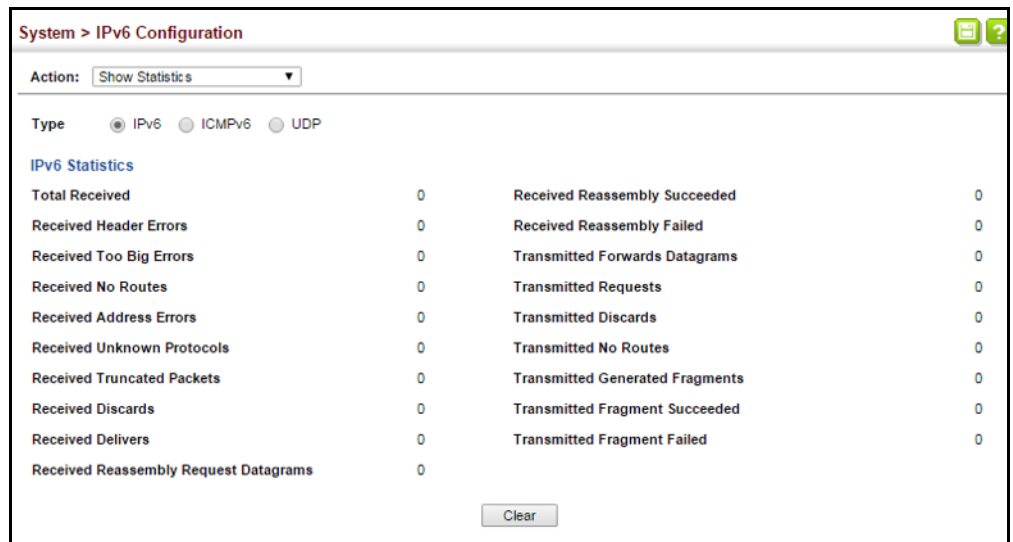 System > IPv6 Configuration
?
Action: Show Statistics ▼
Type IPv6 ICMPv6 UDP
IPv6 Statistics
Total Received 0 Received Reassembly Succeeded 0
Received Header Errors 0 Received Reassembly Failed 0
Received Too Big Errors 0 Transmitted Forwards Datagrams 0
Received No Routes 0 Transmitted Requests 0
Received Address Errors 0 Transmitted Discards 0
Received Unknown Protocols 0 Transmitted No Routes 0
Received Truncated Packets 0 Transmitted Generated Fragments 0
Received Discards 0 Transmitted Fragment Succeeded 0
Received Delivers 0 Transmitted Fragment Failed 0
Received Reassembly Request Datagrams 0
Clear